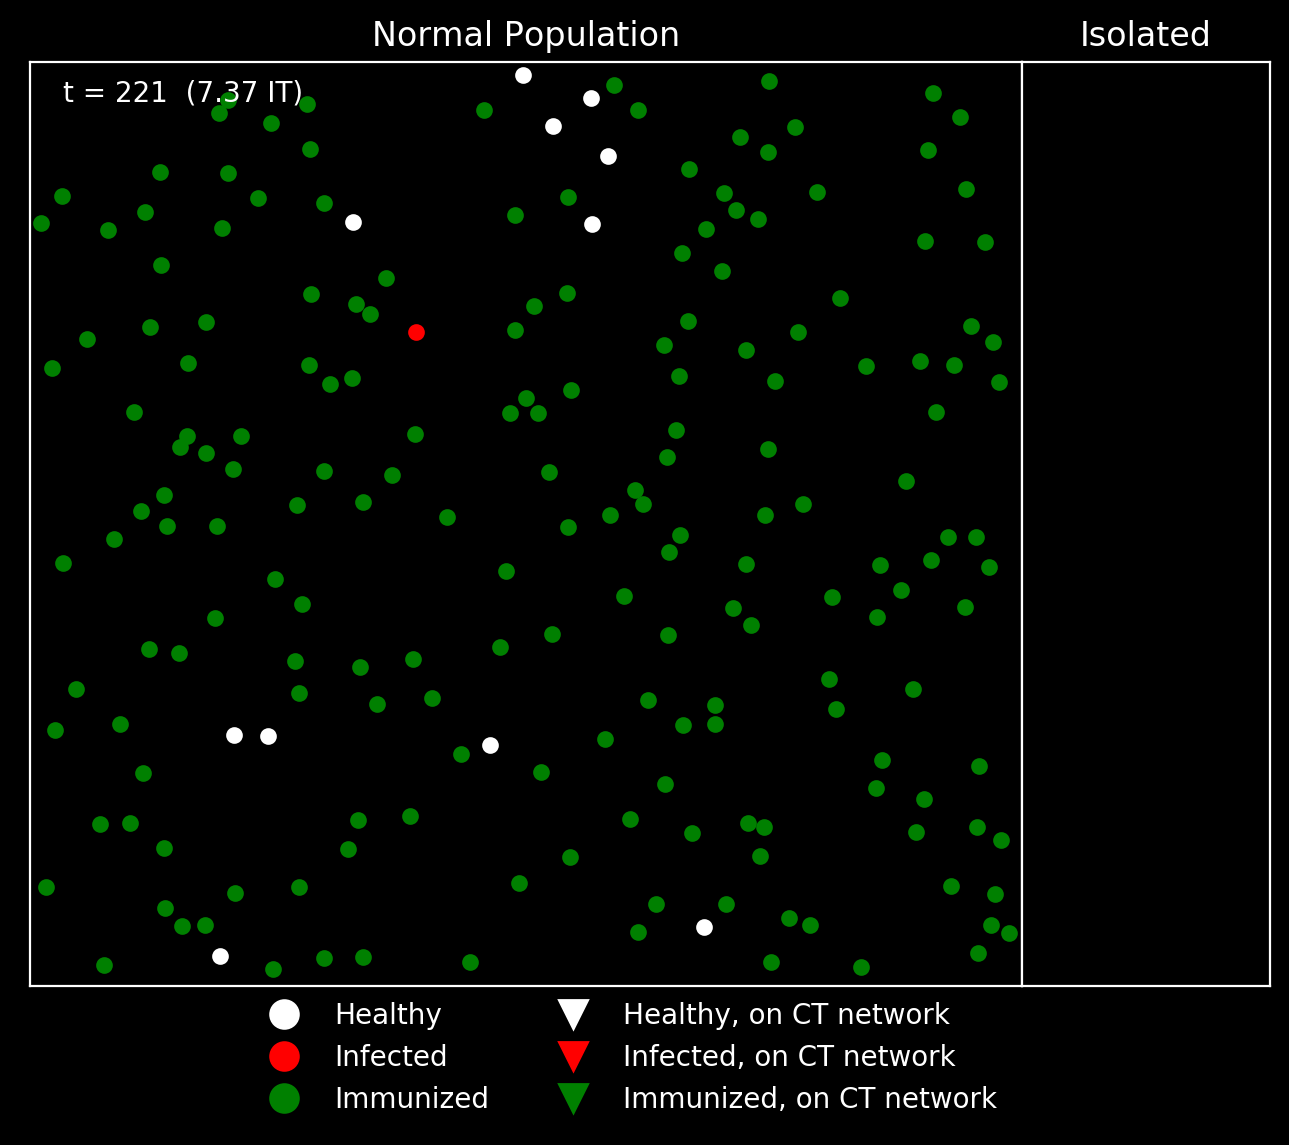 Normal Population
Isolated
t = 221  (7.37 IT)
Healthy
Infected
Immunized
Healthy, on CT network
Infected, on CT network
Immunized, on CT network